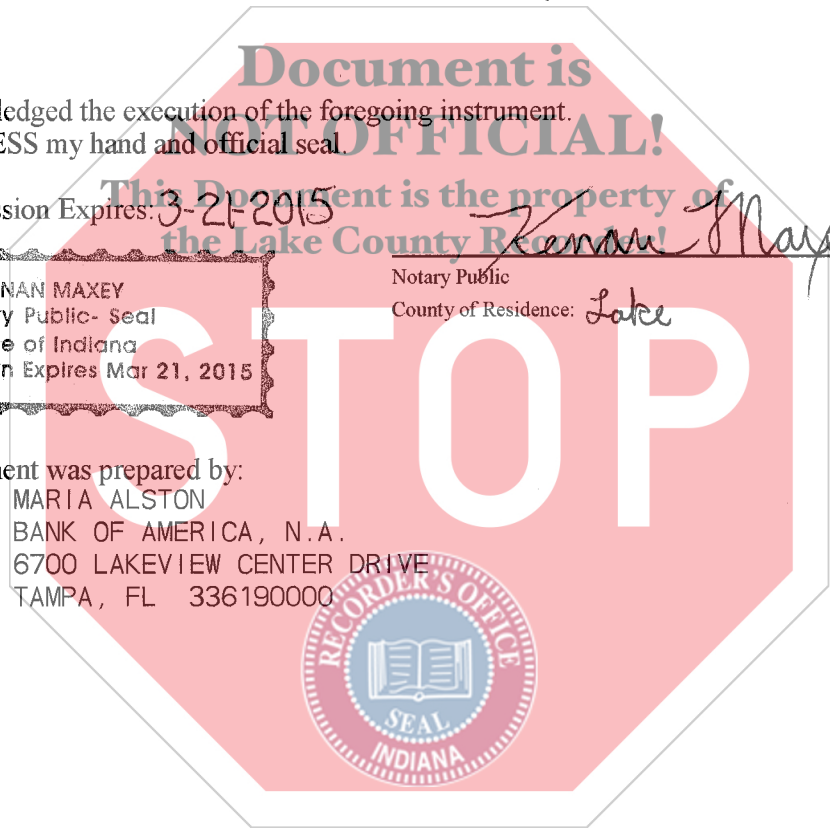 Document is
ledged the execution of the foregoing instrument.
ESS my hand and official seal.
NOT OFFICIAL!
This Document is the property of
sion Expires: 3-21-2015
the Lake County Recorder!
Kenan May
NAN MAXEY
y Public- Seal
e of Indiana
n Expires Mar 21, 2015
Notary Public
County of Residence: Lake
STOP
ent was prepared by:
MARIA ALSTON
BANK OF AMERICA, N.A.
6700 LAKEVIEW CENTER DRIVE
TAMPA, FL 336190000
RECORDER'S OFFICE
SEAL
INDIANA